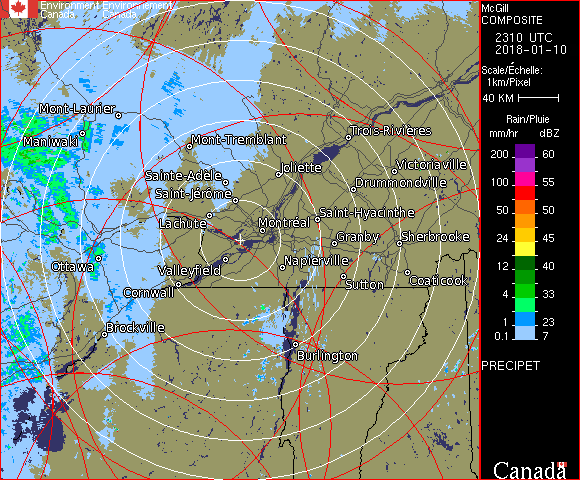 Environment Environnement
Canada Canada
McGill
COMPOSITE
2310 UTC
2018-01-10
Scale/Échelle:
1km/Pixel
40 KM
Rain/Pluie
mm/hr dBZ
200 60
100 55
50 50
24 45
12 40
4 33
2 28
1 23
0.1 7
PRECIPET
Canada
Mont-Laurier
Maniwaki
Mont-Tremblant
Trois-Rivières
Joliette
Victoriaville
Sainte-Adèle
Drummondville
Saint-Jérôme
Lachute
Saint-Hyacinthe
Montréal
Granby
Sherbrooke
Ottawa
Valleyfield
Napierville
Cornwall
Sutton
Coaticook
Brockville
Burlington